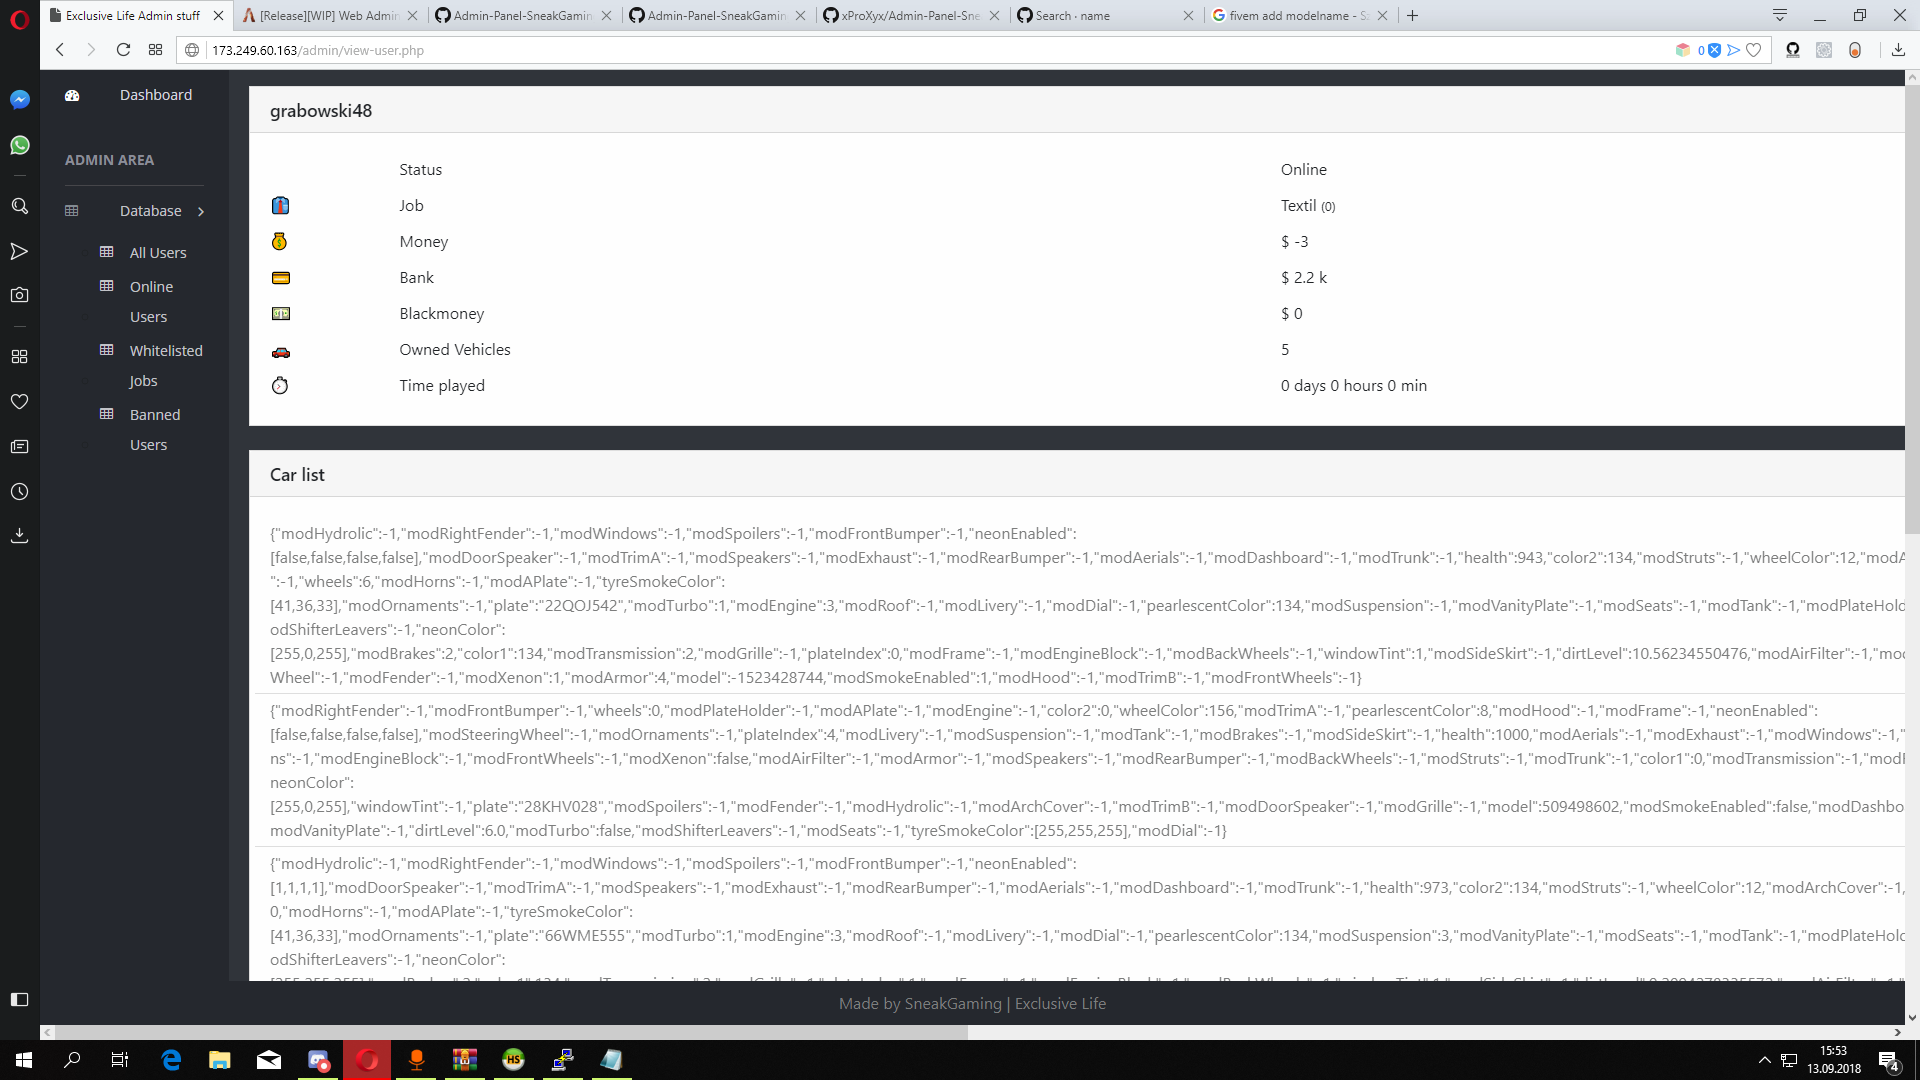 Exclusive Life Admin stuff
[Release][WIP] Web Admin
Admin-Panel-SneakGamin
Admin-Panel-SneakGamin
xProXyx/Admin-Panel-Sne
Search · name
fivem add modelname - S
173.249.60.163/admin/view-user.php
0
Dashboard
ADMIN AREA
Database
All Users
Online
Users
Whitelisted
Jobs
Banned
Users
grabowski48
Status Online
Job Textil (0)
Money $ -3
Bank $ 2.2 k
Blackmoney $ 0
Owned Vehicles 5
Time played 0 days 0 hours 0 min
Car list
{"modHydrolic":-1,"modRightFender":-1,"modWindows":-1,"modSpoilers":-1,"modFrontBumper":-1,"neonEnabled":
[false,false,false,false],"modDoorSpeaker":-1,"modTrimA":-1,"modSpeakers":-1,"modExhaust":-1,"modRearBumper":-1,"modAerials":-1,"modDashboard":-1,"modTrunk":-1,"health":943,"color2":134,"modStruts":-1,"wheelColor":12,"modA
":-1,"wheels":6,"modHorns":-1,"modAPlate":-1,"tyreSmokeColor":
[41,36,33],"modOrnaments":-1,"plate":"22QOJ542","modTurbo":1,"modEngine":3,"modRoof":-1,"modLivery":-1,"modDial":-1,"pearlescentColor":134,"modSuspension":-1,"modVanityPlate":-1,"modSeats":-1,"modTank":-1,"modPlateHold
odShifterLeavers":-1,"neonColor":
[255,0,255],"modBrakes":2,"color1":134,"modTransmission":2,"modGrille":-1,"plateIndex":0,"modFrame":-1,"modEngineBlock":-1,"modBackWheels":-1,"windowTint":1,"modSideSkirt":-1,"dirtLevel":10.56234550476,"modAirFilter":-1,"mod
Wheel":-1,"modFender":-1,"modXenon":1,"modArmor":4,"model":-1523428744,"modSmokeEnabled":1,"modHood":-1,"modTrimB":-1,"modFrontWheels":-1}
{"modRightFender":-1,"modFrontBumper":-1,"wheels":0,"modPlateHolder":-1,"modAPlate":-1,"modEngine":-1,"color2":0,"wheelColor":156,"modTrimA":-1,"pearlescentColor":8,"modHood":-1,"modFrame":-1,"neonEnabled":
[false,false,false,false],"modSteeringWheel":-1,"modOrnaments":-1,"plateIndex":4,"modLivery":-1,"modSuspension":-1,"modTank":-1,"modBrakes":-1,"modSideSkirt":-1,"health":1000,"modAerials":-1,"modExhaust":-1,"modWindows":-1,"
ns":-1,"modEngineBlock":-1,"modFrontWheels":-1,"modXenon":false,"modAirFilter":-1,"modArmor":-1,"modSpeakers":-1,"modRearBumper":-1,"modBackWheels":-1,"modStruts":-1,"modTrunk":-1,"color1":0,"modTransmission":-1,"mod
neonColor":
[255,0,255],"windowTint":-1,"plate":"28KHV028","modSpoilers":-1,"modFender":-1,"modHydrolic":-1,"modArchCover":-1,"modTrimB":-1,"modDoorSpeaker":-1,"modGrille":-1,"model":509498602,"modSmokeEnabled":false,"modDashbo
modVanityPlate":-1,"dirtLevel":6.0,"modTurbo":false,"modShifterLeavers":-1,"modSeats":-1,"tyreSmokeColor":[255,255,255],"modDial":-1}
{"modHydrolic":-1,"modRightFender":-1,"modWindows":-1,"modSpoilers":-1,"modFrontBumper":-1,"neonEnabled":
[1,1,1,1],"modDoorSpeaker":-1,"modTrimA":-1,"modSpeakers":-1,"modExhaust":-1,"modRearBumper":-1,"modAerials":-1,"modDashboard":-1,"modTrunk":-1,"health":973,"color2":134,"modStruts":-1,"wheelColor":12,"modArchCover":-1,
0,"modHorns":-1,"modAPlate":-1,"tyreSmokeColor":
[41,36,33],"modOrnaments":-1,"plate":"66WME555","modTurbo":1,"modEngine":3,"modRoof":-1,"modLivery":-1,"modDial":-1,"pearlescentColor":134,"modSuspension":3,"modVanityPlate":-1,"modSeats":-1,"modTank":-1,"modPlateHold
odShifterLeavers":-1,"neonColor":
Made by SneakGaming | Exclusive Life
HS
15:53
13.09.2018
4